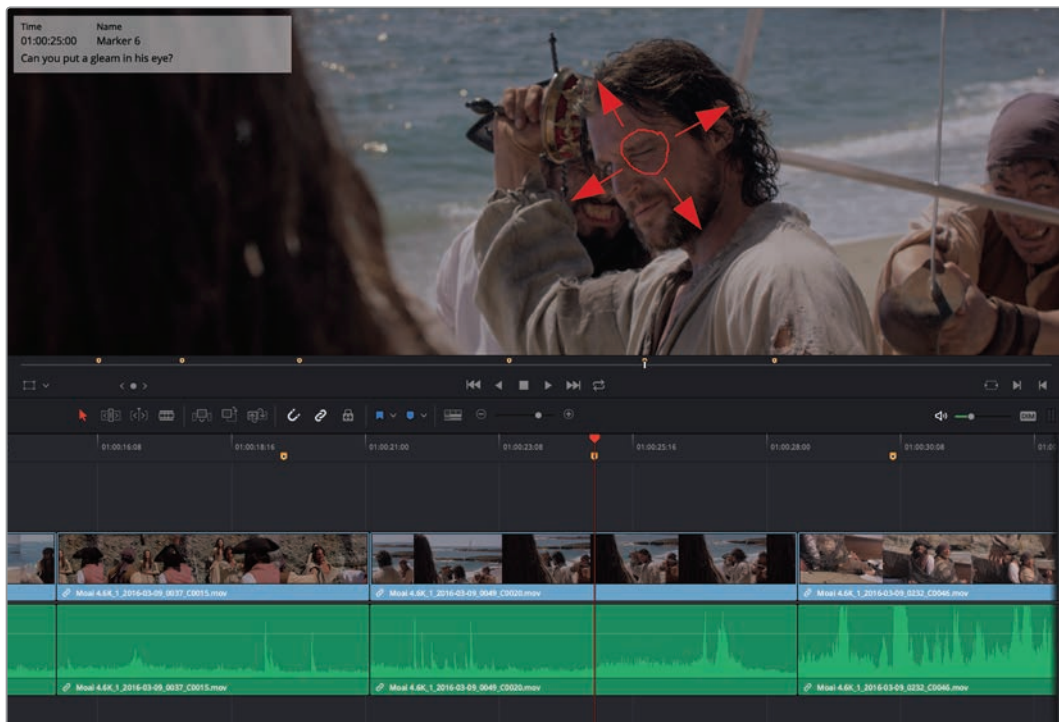 Time Name
01:00:25:00 Marker 6
Can you put a gleam in his eye?
DIM
01:00:16:08 01:00:18:16 01:00:21:00 01:00:23:08 01:00:25:16 01:00:28:00 01:00:30:08
Moai 4.6K_1_2016-03-09_0037_C0015.mov Moai 4.6K_1_2016-03-09_0049_C0020.mov Moai 4.6K_1_2016-03-09_0232_C0046.mov
Moai 4.6K_1_2016-03-09_0037_C0015.mov Moai 4.6K_1_2016-03-09_0049_C0020.mov Moai 4.6K_1_2016-03-09_0232_C0046.mov